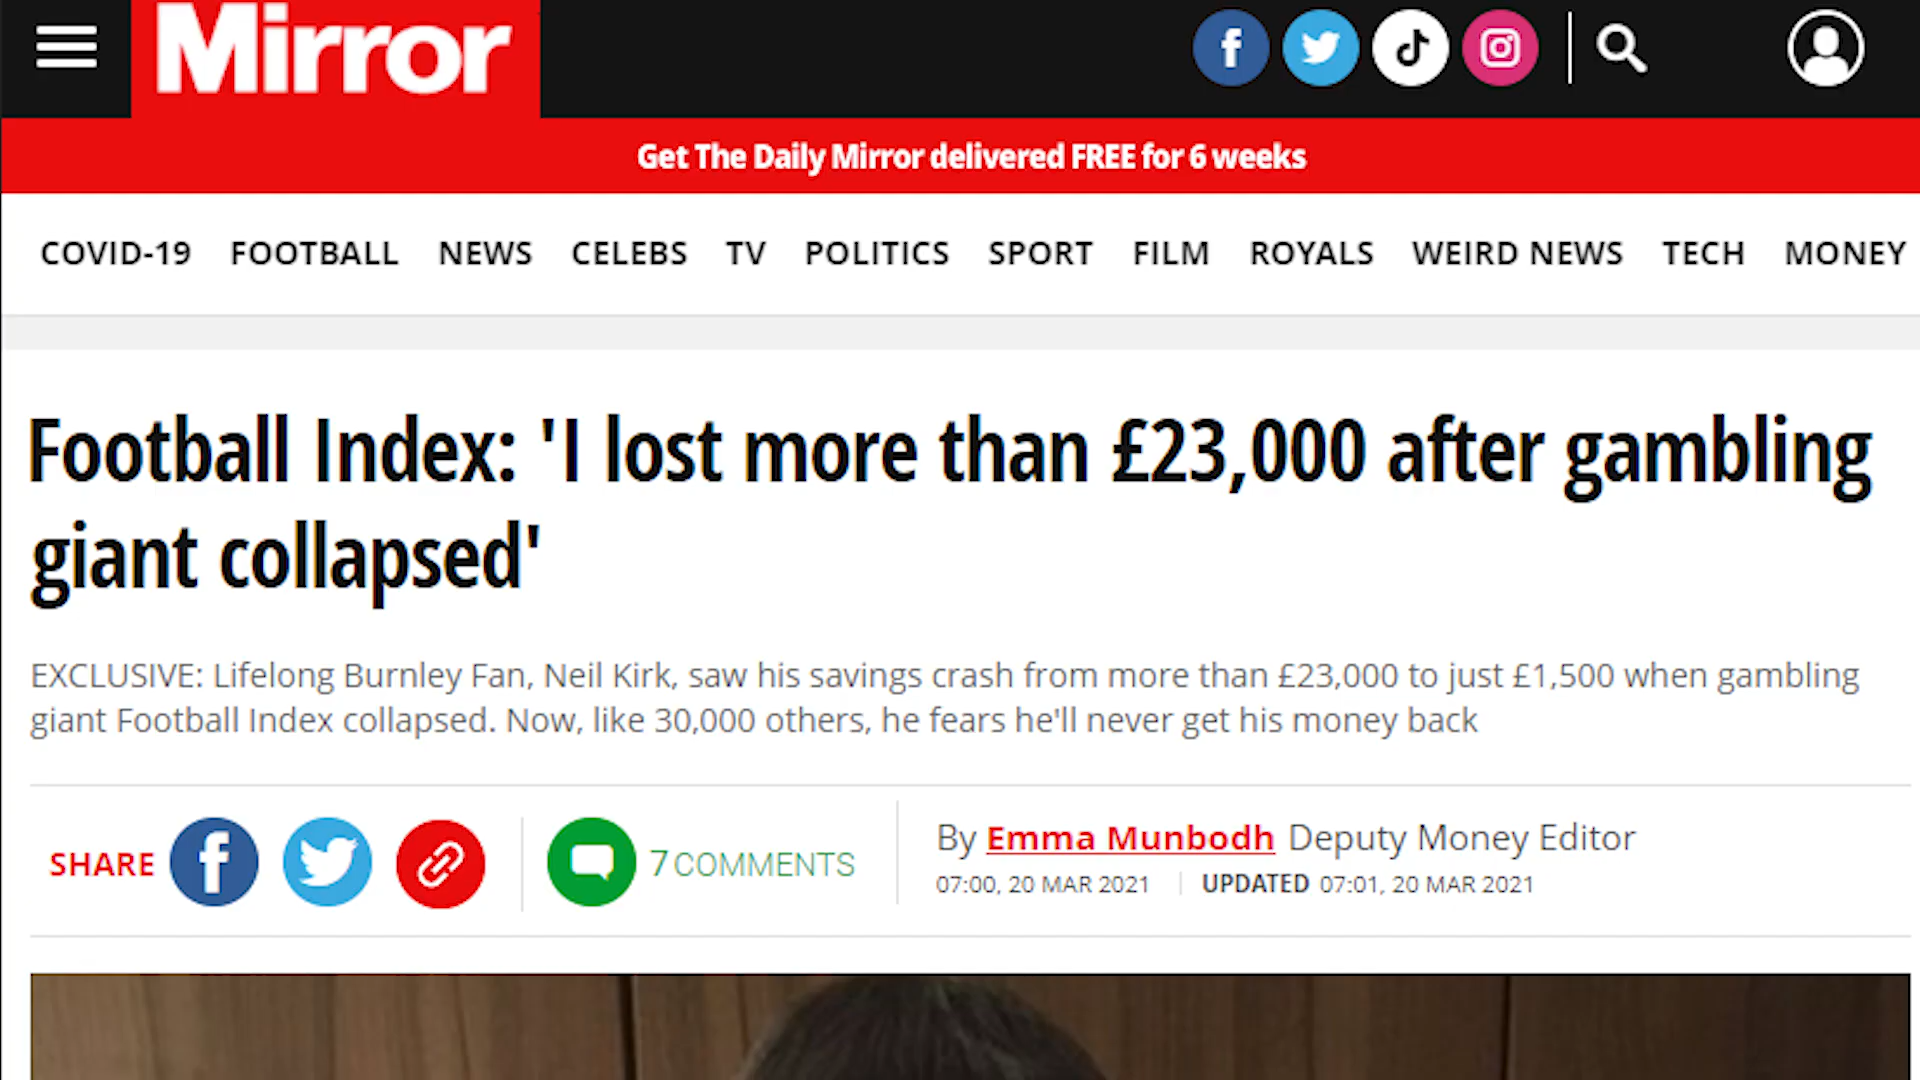 Mirror
Get The Daily Mirror delivered FREE for 6 weeks
COVID-19 FOOTBALL NEWS CELEBS TV POLITICS SPORT FILM ROYALS WEIRD NEWS TECH MONEY
Football Index: 'I lost more than £23,000 after gambling
giant collapsed'
EXCLUSIVE: Lifelong Burnley Fan, Neil Kirk, saw his savings crash from more than £23,000 to just £1,500 when gambling
giant Football Index collapsed. Now, like 30,000 others, he fears he'll never get his money back
SHARE 7 COMMENTS
By Emma Munbodh Deputy Money Editor
07:00, 20 MAR 2021 UPDATED 07:01, 20 MAR 2021